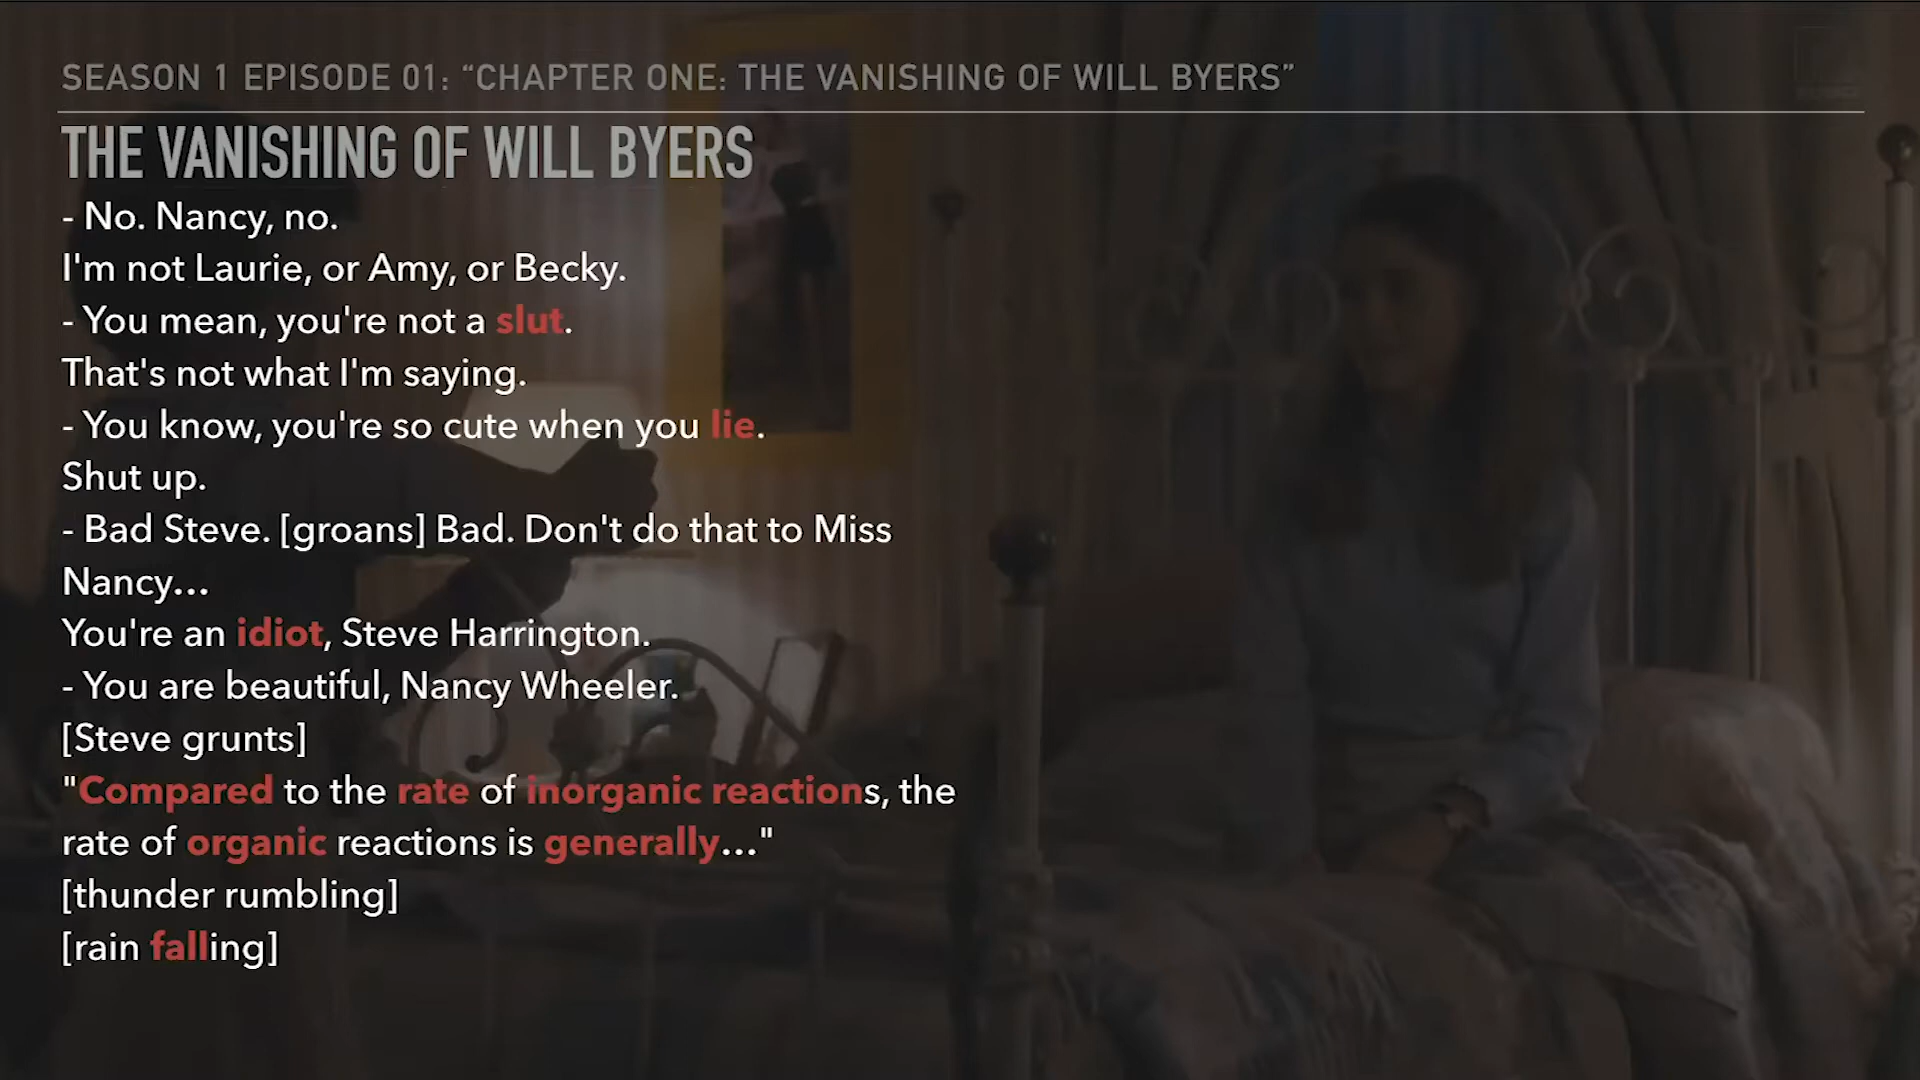 SEASON 1 EPISODE 01: “CHAPTER ONE: THE VANISHING OF WILL BYERS”
THE VANISHING OF WILL BYERS
- No. Nancy, no.
I'm not Laurie, or Amy, or Becky.
- You mean, you're not a slut.
That's not what I'm saying.
- You know, you're so cute when you lie.
Shut up.
- Bad Steve. [groans] Bad. Don't do that to Miss
Nancy…
You're an idiot, Steve Harrington.
- You are beautiful, Nancy Wheeler.
[Steve grunts]
"Compared to the rate of inorganic reactions, the
rate of organic reactions is generally…"
[thunder rumbling]
[rain falling]